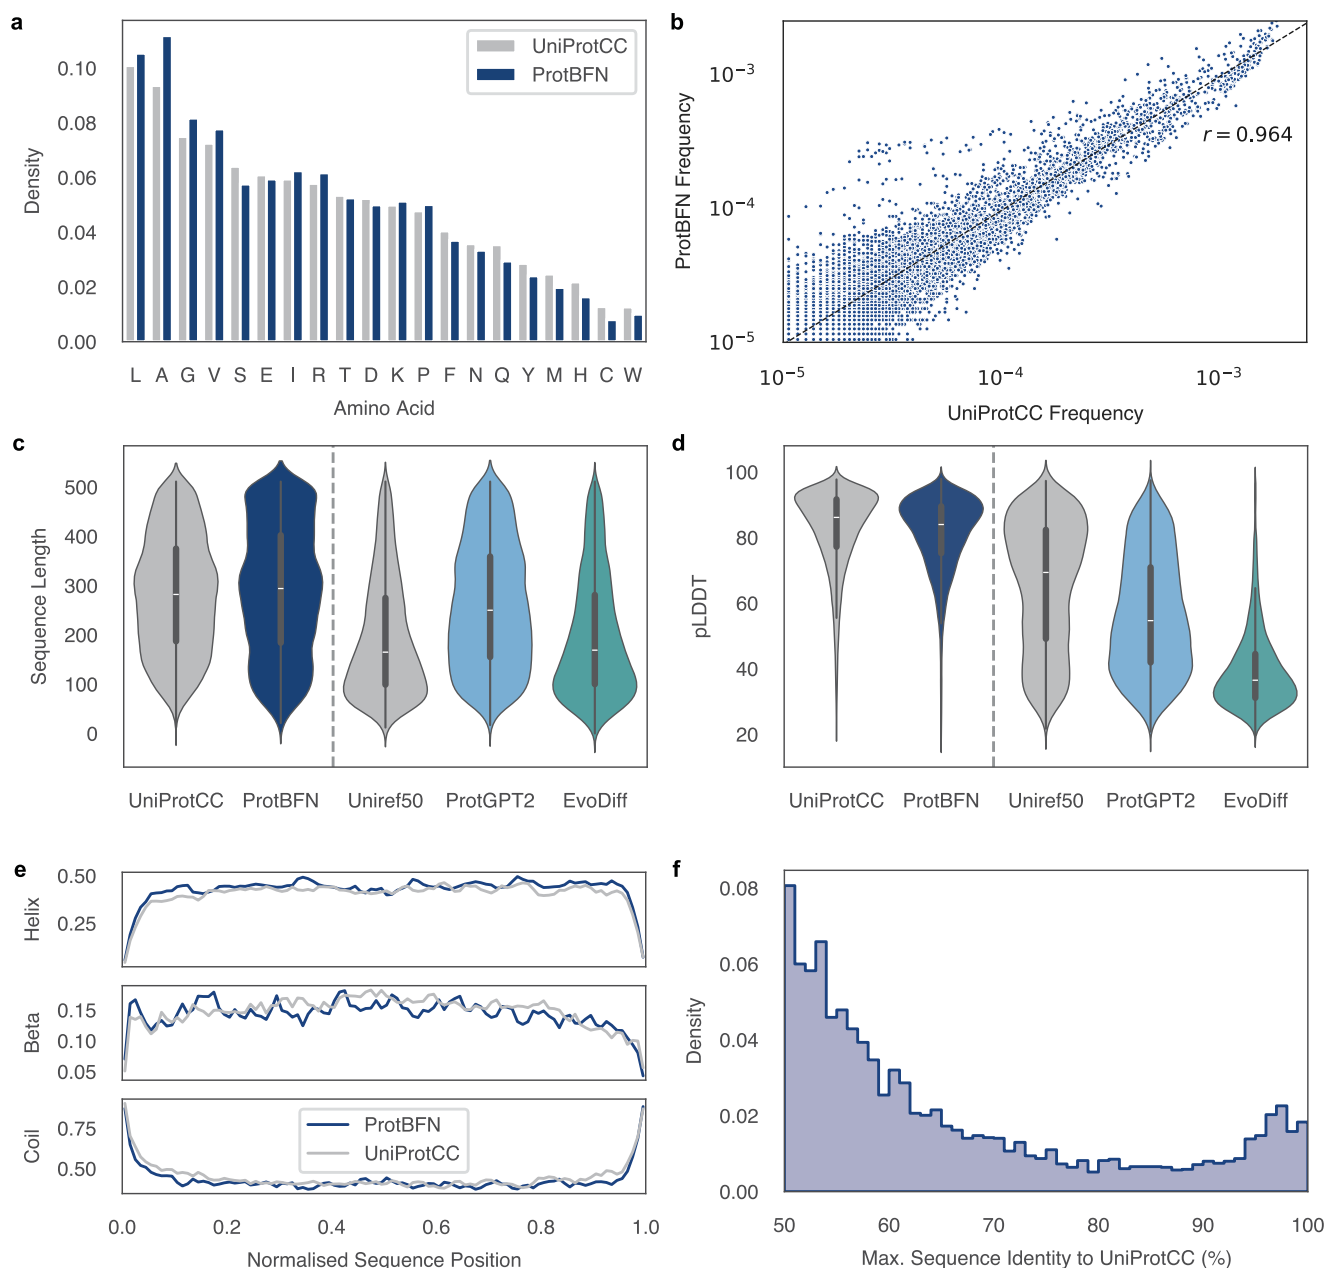 a
UniProtCC
ProtBFN
0.10
0.08
0.06
0.04
0.02
0.00
Density
L A G V S E I R T D K P F N Q Y M H C W
Amino Acid
b
10⁻³
10⁻⁴
10⁻⁵
ProtBFN Frequency
r = 0.964
10⁻⁵ 10⁻⁴ 10⁻³
UniProtCC Frequency
c
500
400
300
200
100
0
Sequence Length
UniProtCC ProtBFN Uniref50 ProtGPT2 EvoDiff
d
100
80
60
40
20
pLDDT
UniProtCC ProtBFN Uniref50 ProtGPT2 EvoDiff
e
0.50
0.25
Helix
0.15
0.10
0.05
Beta
0.75
0.50
Coil
ProtBFN
UniProtCC
0.0 0.2 0.4 0.6 0.8 1.0
Normalised Sequence Position
f
0.08
0.06
0.04
0.02
0.00
Density
50 60 70 80 90 100
Max. Sequence Identity to UniProtCC (%)